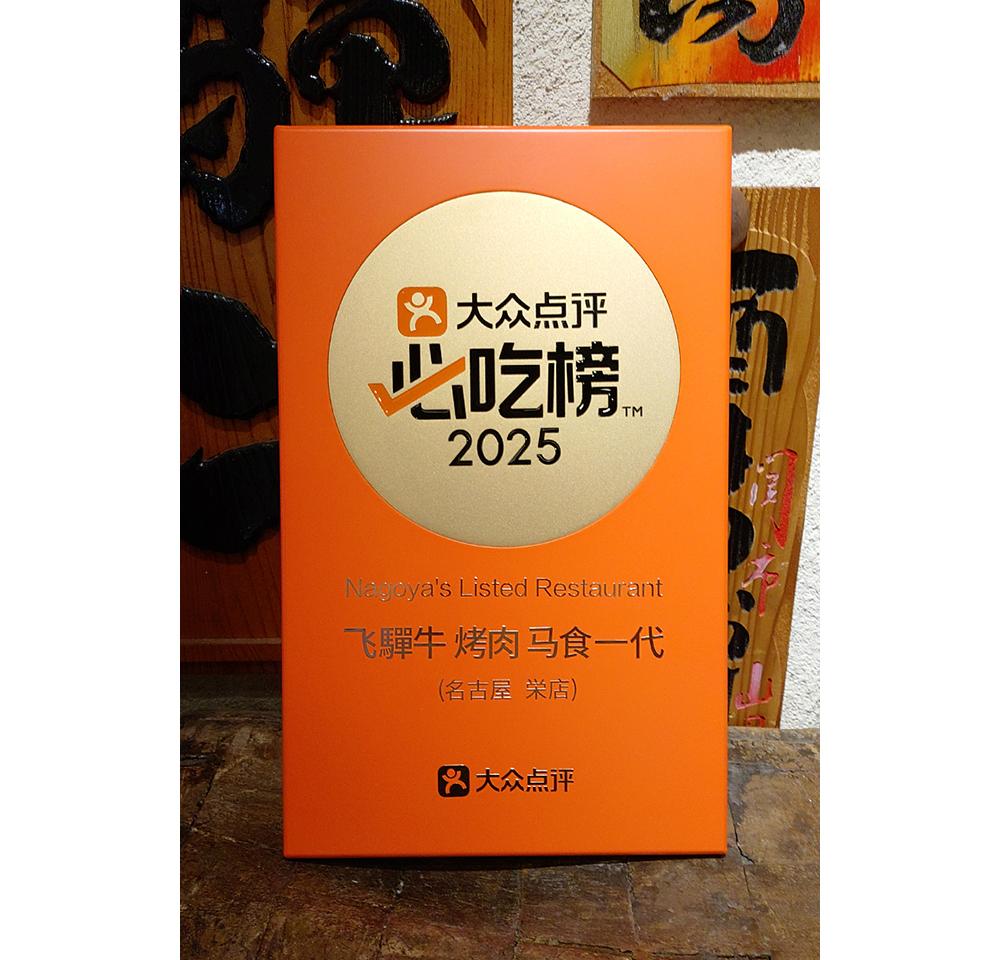 大众点评
必吃榜™
2025
Nagoya's Listed Restaurant
飞驒牛 烤肉 马食一代
(名古屋 栄店)
大众点评